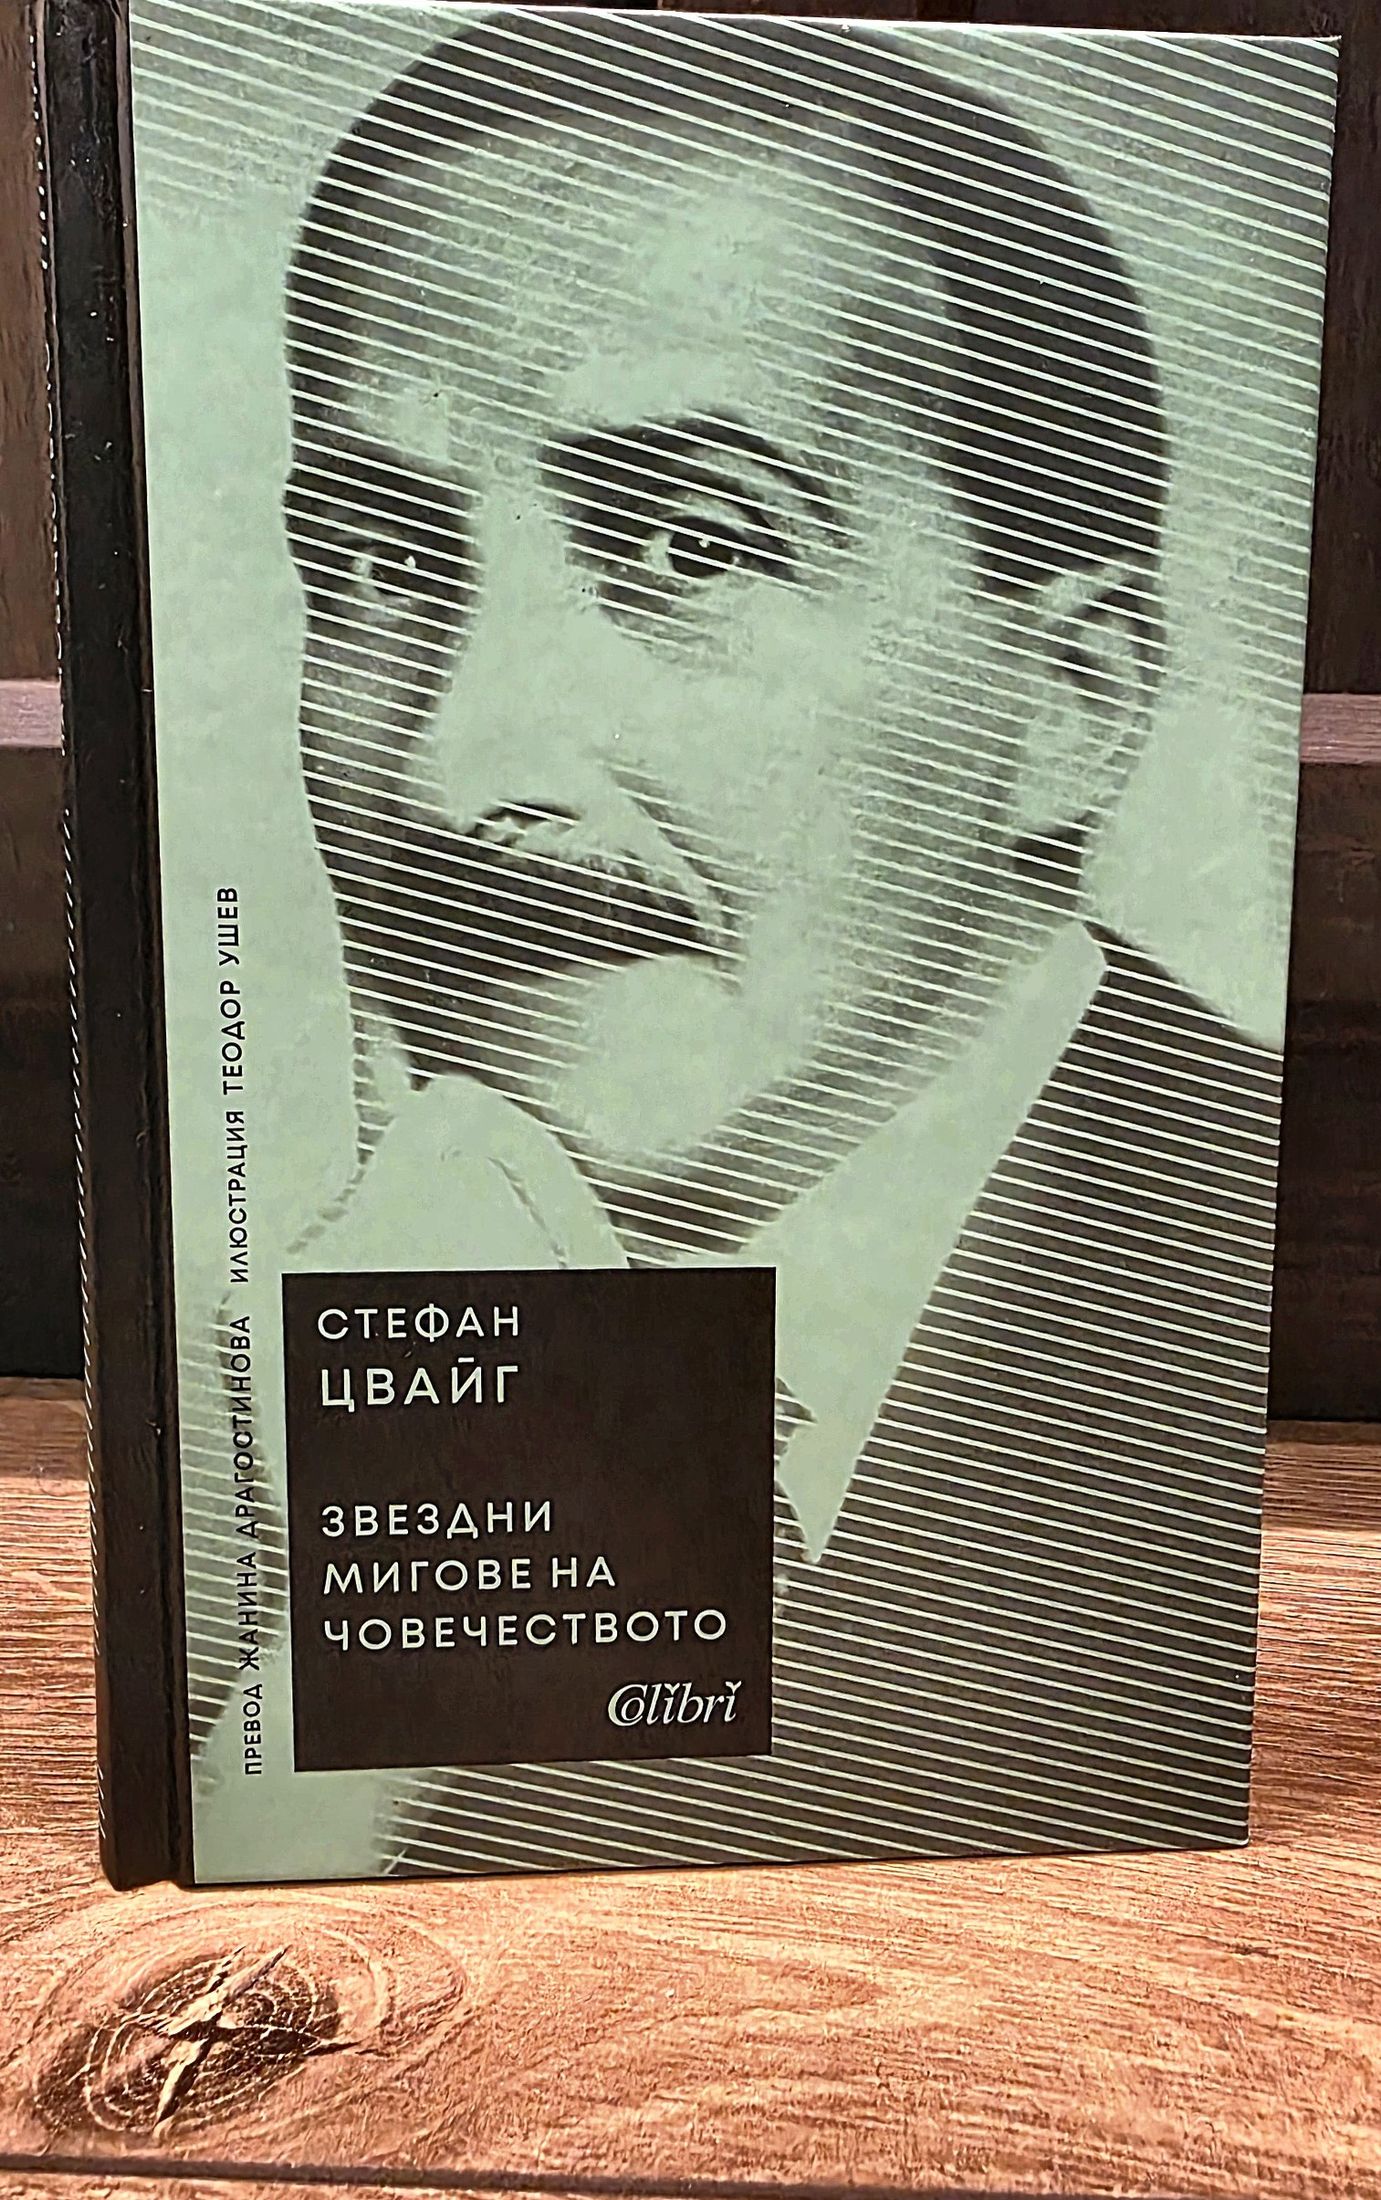 СТЕФАН
ЦВАЙГ
ЗВЕЗДНИ
МИГОВЕ НА
ЧОВЕЧЕСТВОТО
Colibri
ПРЕВОД ЖАНИНА ДРАГОСТИНОВА ИЛЮСТРАЦИЯ ТЕОДОР УШЕВ